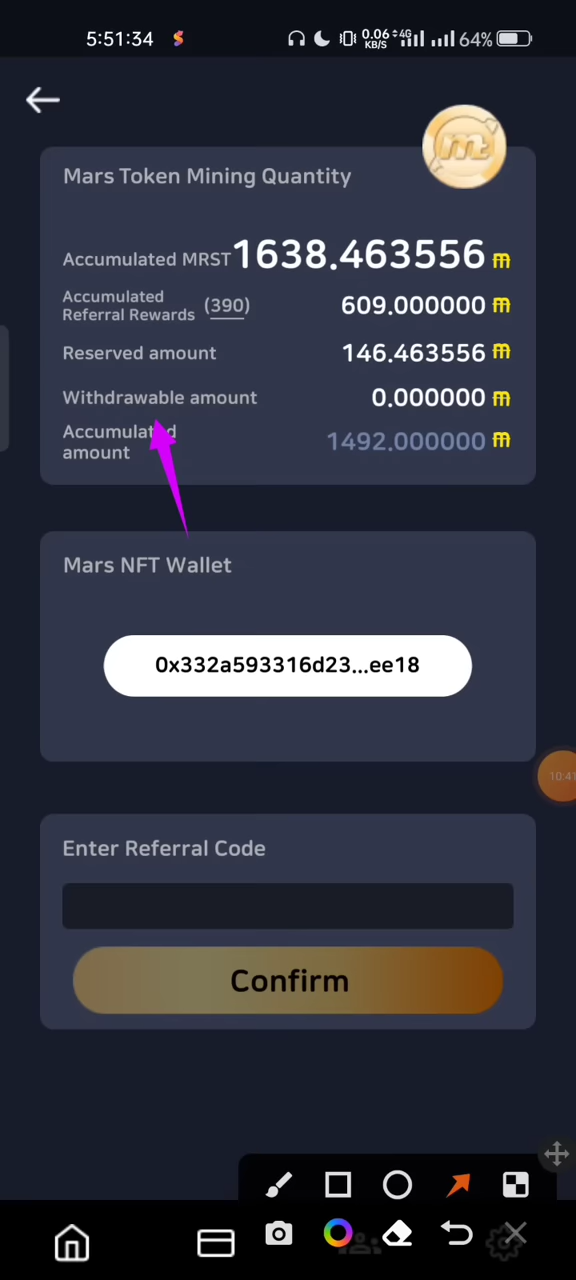 5:51:34
0.06 KB/S 4G 64%
Mars Token Mining Quantity
Accumulated MRST 1638.463556 m
Accumulated
Referral Rewards (390) 609.000000 m
Reserved amount 146.463556 m
Withdrawable amount 0.000000 m
Accumulated
amount 1492.000000 m
Mars NFT Wallet
0x332a593316d23...ee18
10:41
Enter Referral Code
Confirm